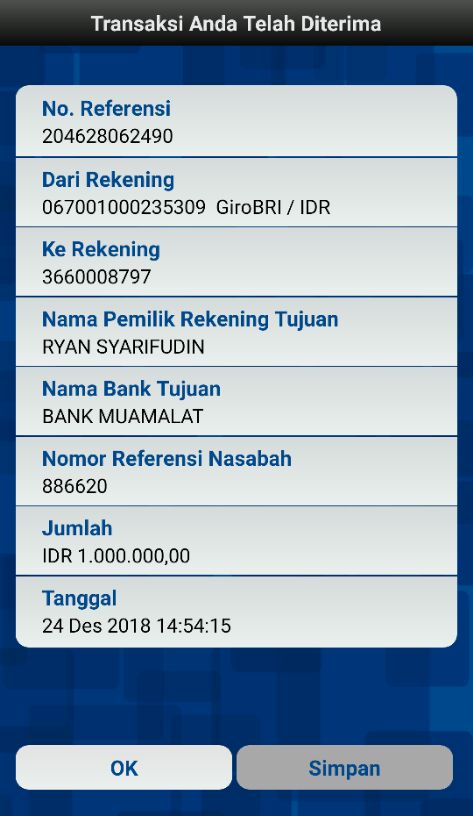 Transaksi Anda Telah Diterima
No. Referensi
204628062490
Dari Rekening
067001000235309  GiroBRI / IDR
Ke Rekening
3660008797
Nama Pemilik Rekening Tujuan
RYAN SYARIFUDIN
Nama Bank Tujuan
BANK MUAMALAT
Nomor Referensi Nasabah
886620
Jumlah
IDR 1.000.000,00
Tanggal
24 Des 2018 14:54:15
OK
Simpan